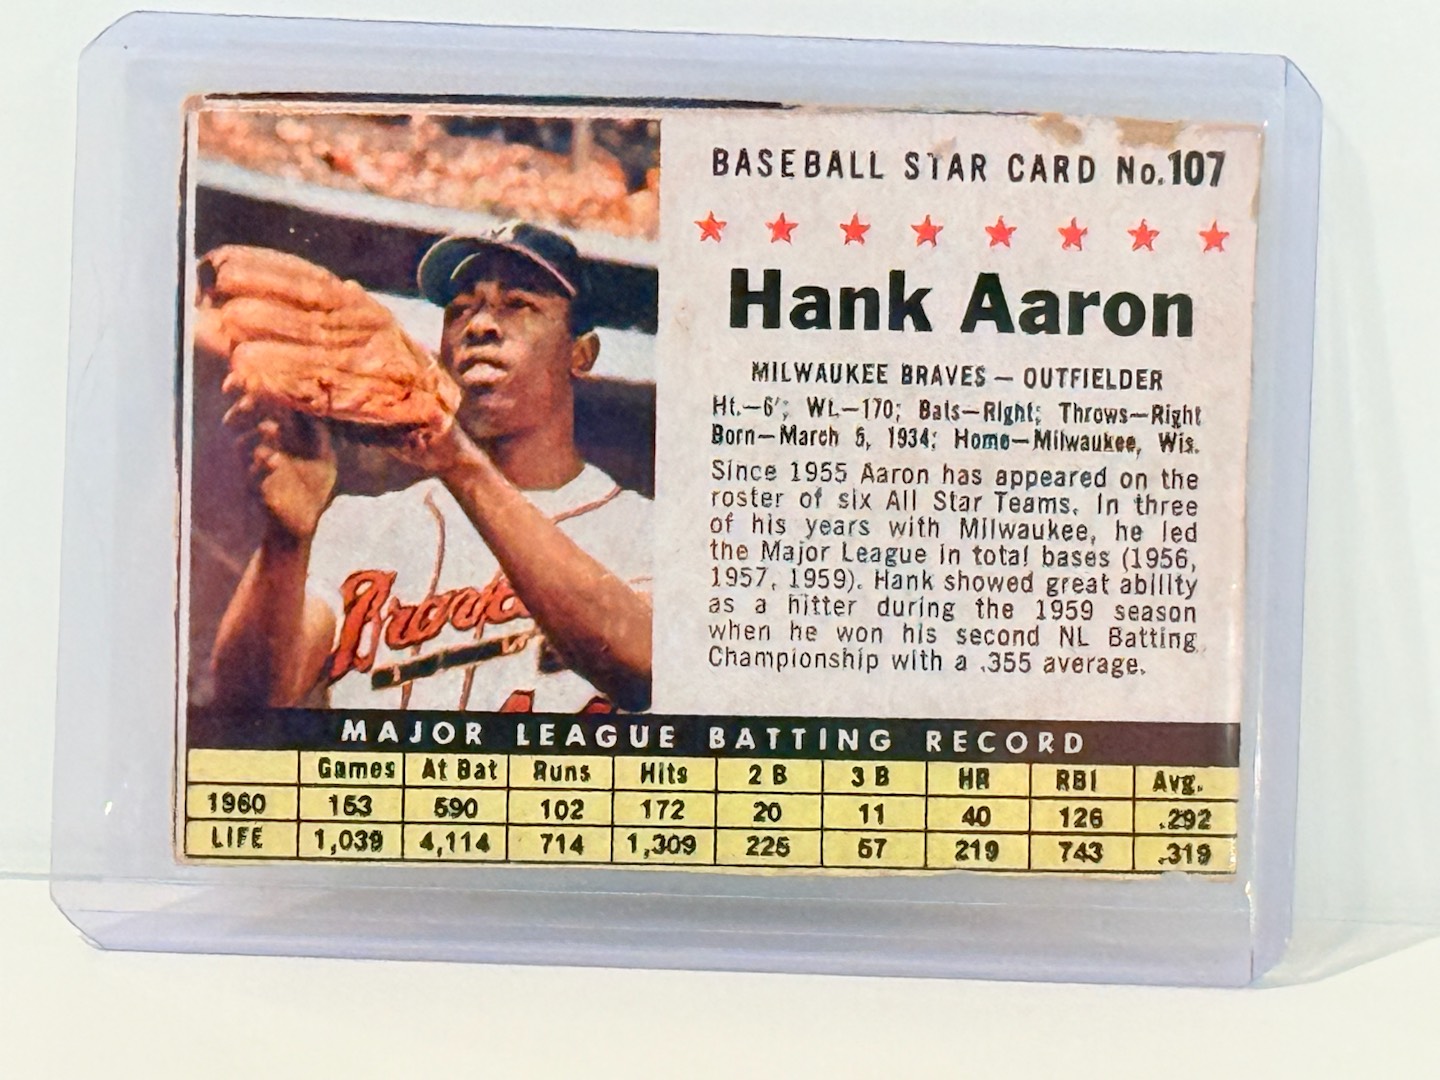 BASEBALL STAR CARD No. 107
Hank Aaron
MILWAUKEE BRAVES — OUTFIELDER
Ht.—6'; Wt.—170; Bats—Right; Throws—Right
Born—March 5, 1934; Home—Milwaukee, Wis.
Since 1955 Aaron has appeared on the
roster of six All Star Teams. In three
of his years with Milwaukee, he led
the Major League in total bases (1956,
1957, 1959). Hank showed great ability
as a hitter during the 1959 season
when he won his second NL Batting
Championship with a .355 average.
Braves
MAJOR LEAGUE BATTING RECORD
Games At Bat Runs Hits 2 B 3 B HR RBI Avg.
1960 153 590 102 172 20 11 40 126 .292
LIFE 1,039 4,114 714 1,309 225 57 219 743 .319